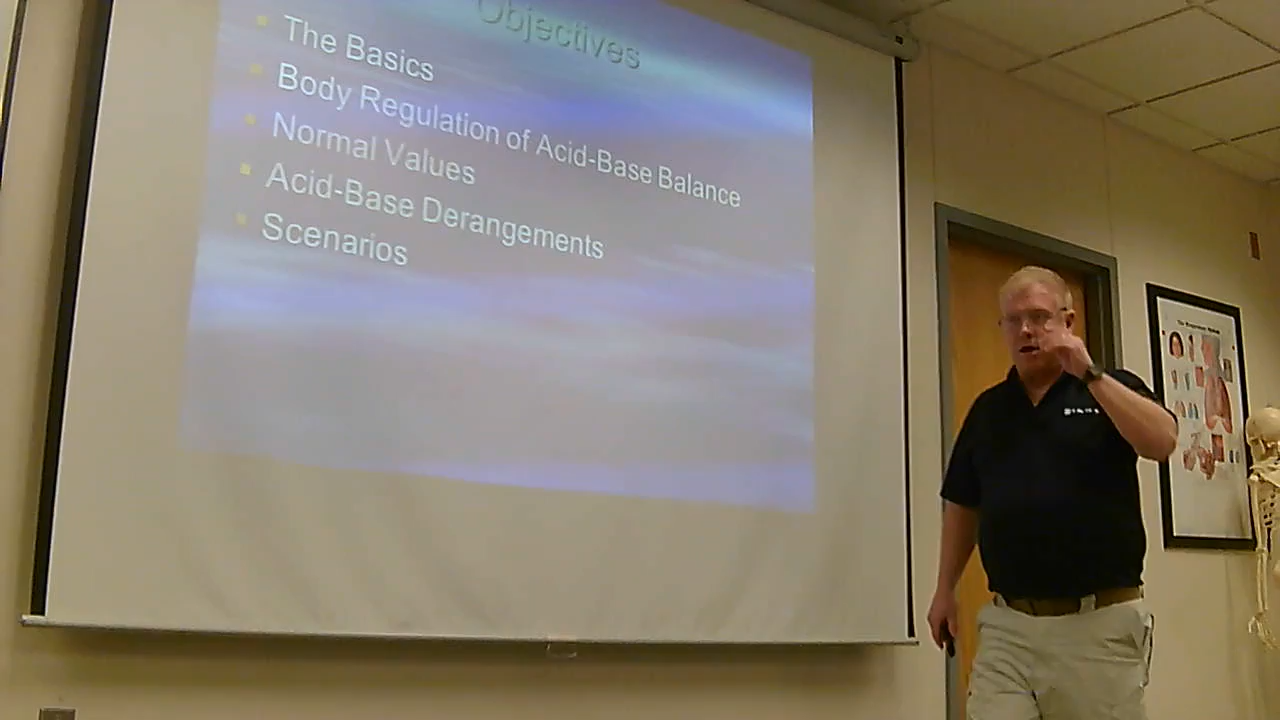 Objectives
The Basics
Body Regulation of Acid-Base Balance
Normal Values
Acid-Base Derangements
Scenarios